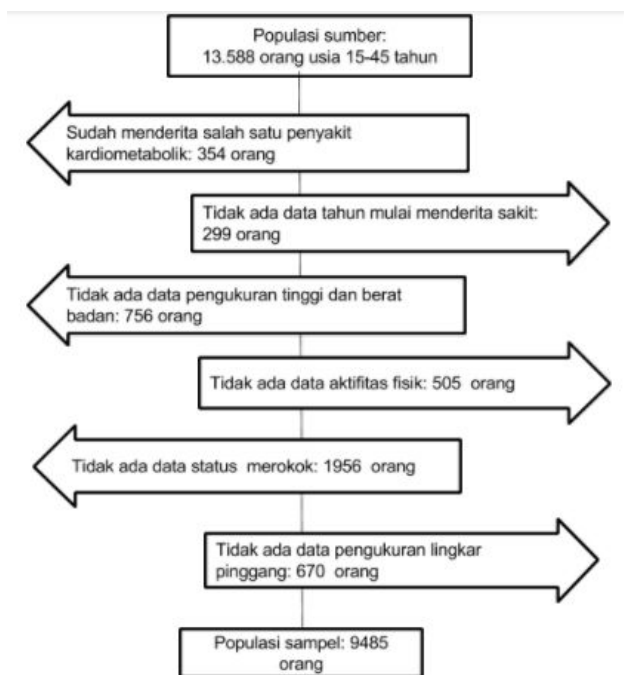 Populasi sumber:
13.588 orang usia 15-45 tahun
Sudah menderita salah satu penyakit
kardiometabolik: 354 orang
Tidak ada data tahun mulai menderita sakit:
299 orang
Tidak ada data pengukuran tinggi dan berat
badan: 756 orang
Tidak ada data aktifitas fisik: 505 orang
Tidak ada data status merokok: 1956 orang
Tidak ada data pengukuran lingkar
pinggang: 670 orang
Populasi sampel: 9485
orang